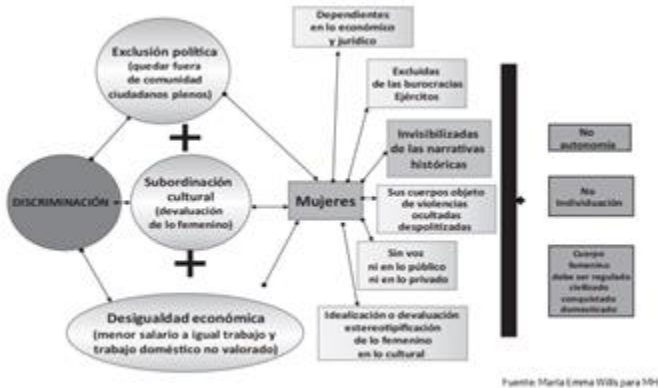 Exclusión política
(quedar fuera
de comunidad
ciudadanos plenos)
+
DISCRIMINACIÓN
Subordinación
cultural
(devaluación
de lo femenino)
+
Desigualdad económica
(menor salario a igual trabajo y
trabajo doméstico no valorado)
Mujeres
Dependientes
en lo económico
y jurídico
Excluidas
de las burocracias
Ejércitos
Invisibilizadas
de las narrativas
históricas
Sus cuerpos objeto
de violencias
ocultadas
despolitizadas
Sin voz
ni en lo público
ni en lo privado
Idealización o devaluación
estereotipificación
de lo femenino
en lo cultural
No
autonomía
No
individuación
Cuerpo
femenino
debe ser regulado
civilizado
conquistado
domesticado
Fuente: María Emma Wills para MH